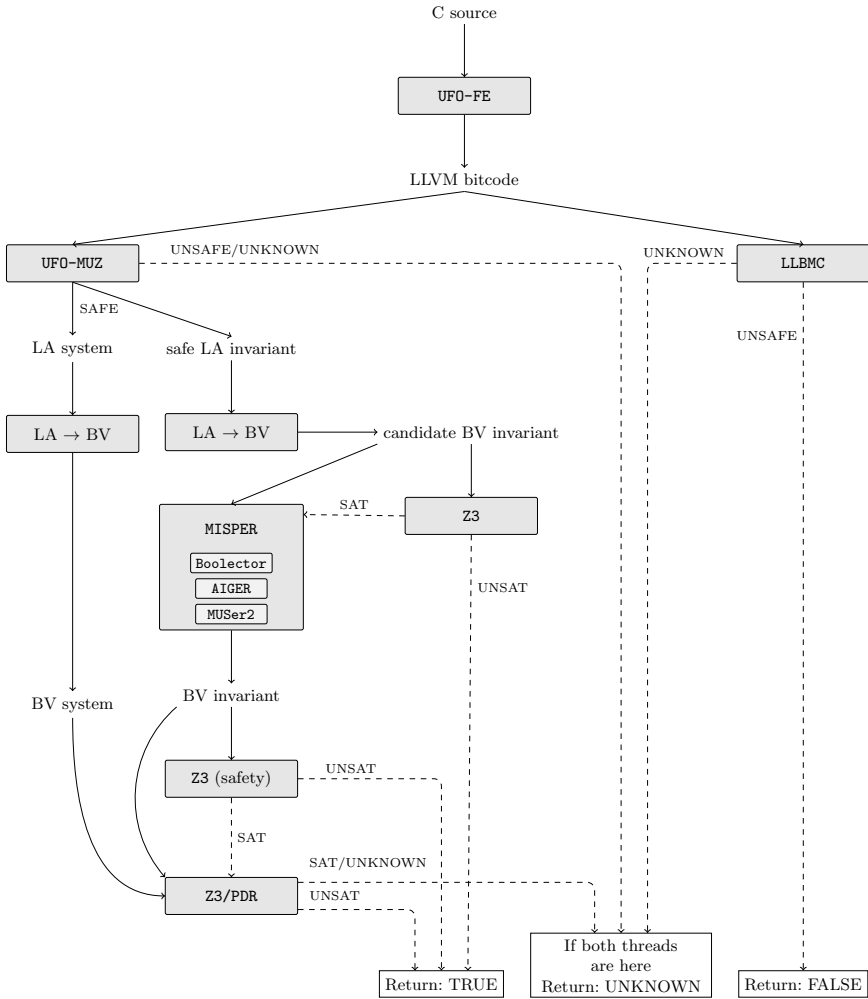 C source
UFO-FE
LLVM bitcode
UFO-MUZ
UNSAFE/UNKNOWN
UNKNOWN
LLBMC
SAFE
UNSAFE
LA system
safe LA invariant
LA → BV
LA → BV
candidate BV invariant
MISPER
SAT
Z3
Boolector
AIGER
MUSer2
UNSAT
BV system
BV invariant
Z3 (safety)
UNSAT
SAT
SAT/UNKNOWN
Z3/PDR
UNSAT
If both threads
are here
Return: UNKNOWN
Return: TRUE
Return: FALSE